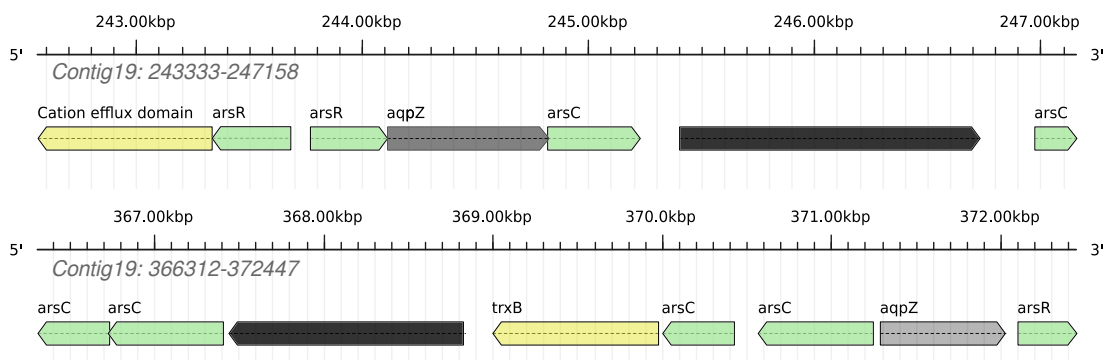 243.00kbp 244.00kbp 245.00kbp 246.00kbp 247.00kbp
5' 3'
Contig19: 243333-247158
Cation efflux domain arsR arsR aqpZ arsC arsC
367.00kbp 368.00kbp 369.00kbp 370.00kbp 371.00kbp 372.00kbp
5' 3'
Contig19: 366312-372447
arsC arsC trxB arsC arsC aqpZ arsR